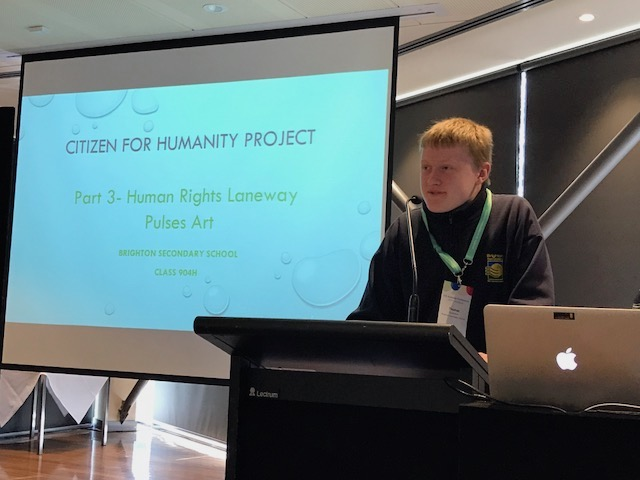 CITIZEN FOR HUMANITY PROJECT
Part 3- Human Rights Laneway
Pulses Art
BRIGHTON SECONDARY SCHOOL
CLASS 904H
Lectrum